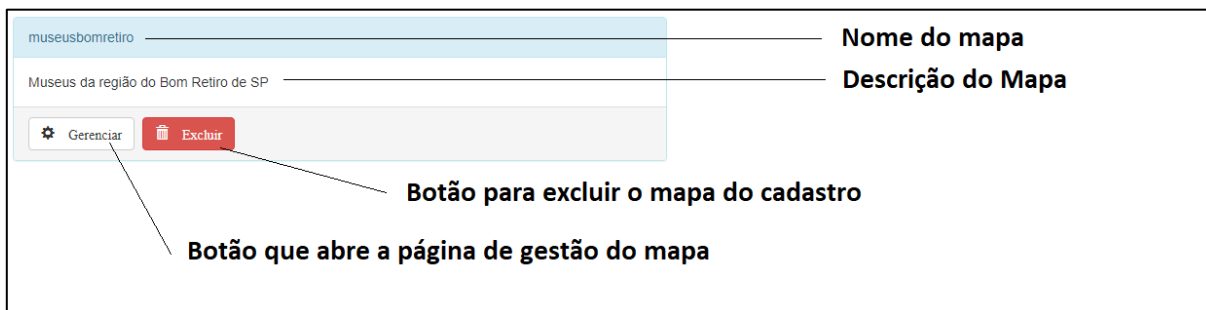 museusbomretiro
Nome do mapa
Museus da região do Bom Retiro de SP
Descrição do Mapa
Gerenciar
Excluir
Botão para excluir o mapa do cadastro
Botão que abre a página de gestão do mapa